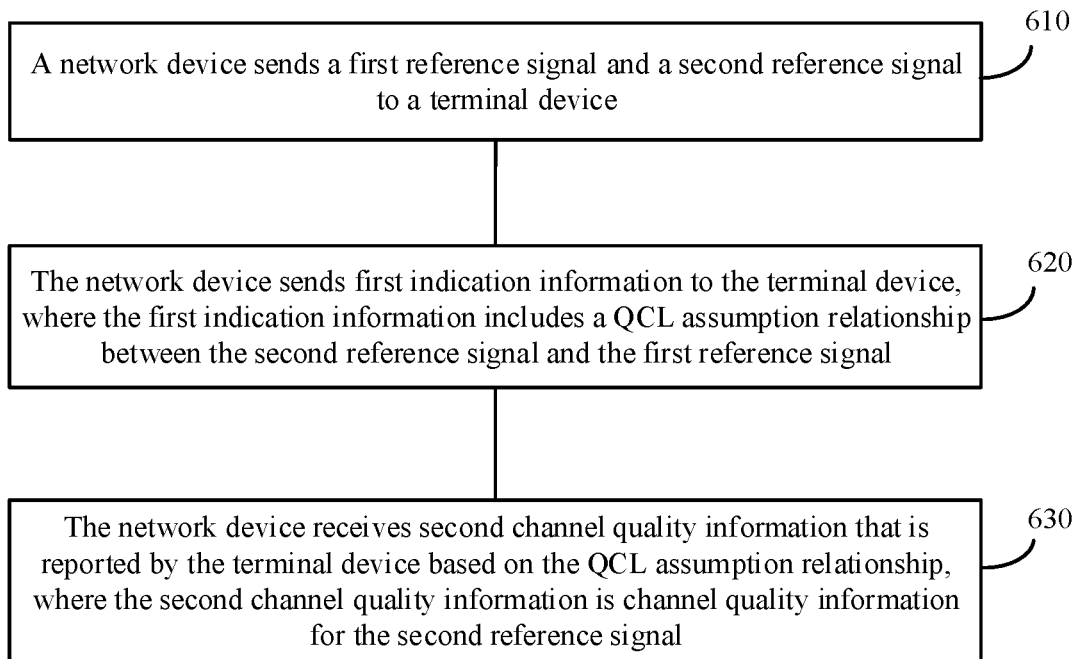 610
A network device sends a first reference signal and a second reference signal
to a terminal device
620
The network device sends first indication information to the terminal device,
where the first indication information includes a QCL assumption relationship
between the second reference signal and the first reference signal
630
The network device receives second channel quality information that is
reported by the terminal device based on the QCL assumption relationship,
where the second channel quality information is channel quality information
for the second reference signal